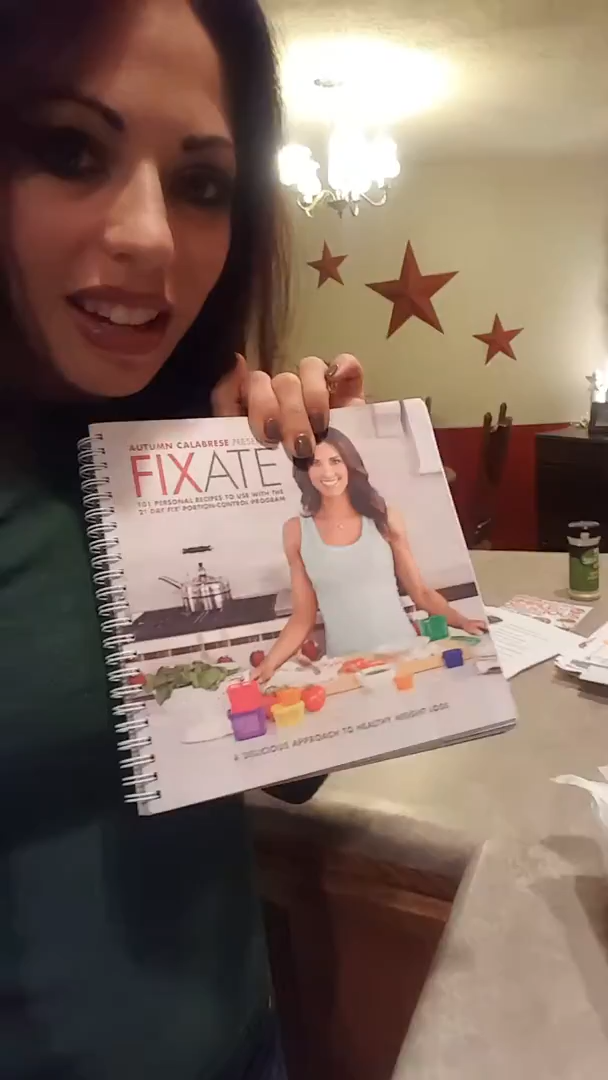 AUTUMN CALABRESE PRESENTS
FIXATE
101 PERSONAL RECIPES TO USE WITH THE
21 DAY FIX® PORTION-CONTROL PROGRAM
A DELICIOUS APPROACH TO HEALTHY WEIGHT LOSS